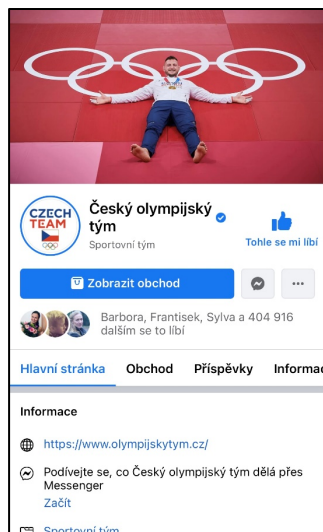 CZECH
TEAM
Český olympijský
tým
Sportovní tým
Tohle se mi líbí
Zobrazit obchod
Barbora, Frantisek, Sylva a 404 916
dalším se to líbí
Hlavní stránka Obchod Příspěvky Informac
Informace
https://www.olympijskytym.cz/
Podívejte se, co Český olympijský tým dělá přes
Messenger
Začít
Sportovní tým